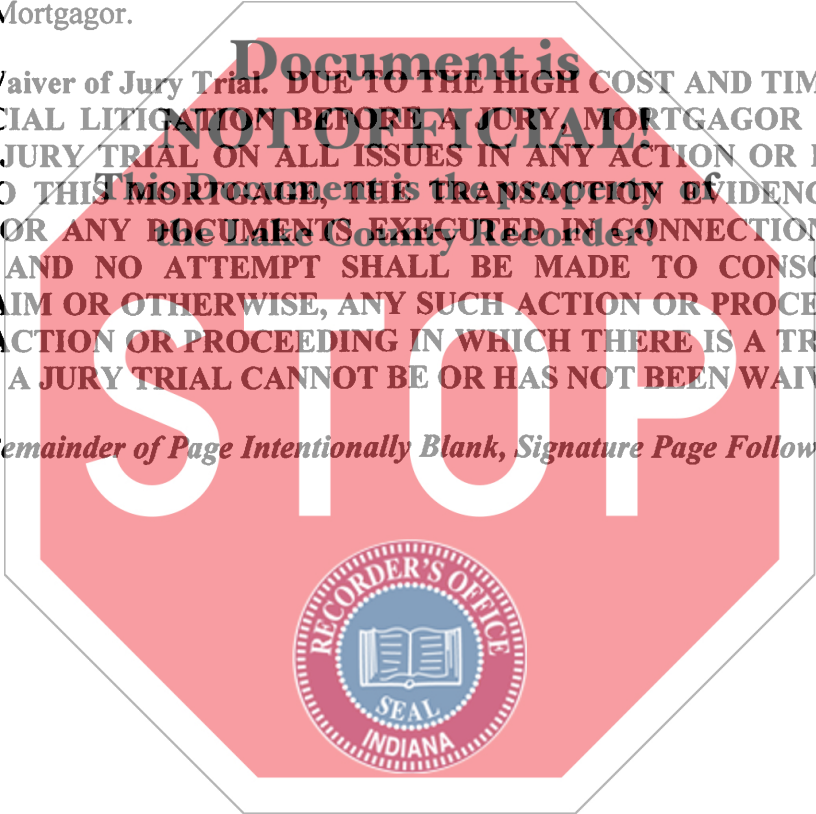 Mortgagor.
Document is
Waiver of Jury Trial. DUE TO THE HIGH COST AND TIM
NOT OFFICIAL!
CIAL LITIGATION BEFORE A JURY, MORTGAGOR
JURY TRIAL ON ALL ISSUES IN ANY ACTION OR
This Document is the property of
O THIS MORTGAGE, THE TRANSACTION EVIDENC
the Lake County Recorder!
OR ANY DOCUMENTS EXECUTED IN CONNECTION
AND NO ATTEMPT SHALL BE MADE TO CONSO
AIM OR OTHERWISE, ANY SUCH ACTION OR PROCE
ACTION OR PROCEEDING IN WHICH THERE IS A TR
A JURY TRIAL CANNOT BE OR HAS NOT BEEN WAIV
STOP
emainder of Page Intentionally Blank, Signature Page Follow
RECORDER'S OFFICE
SEAL
INDIANA